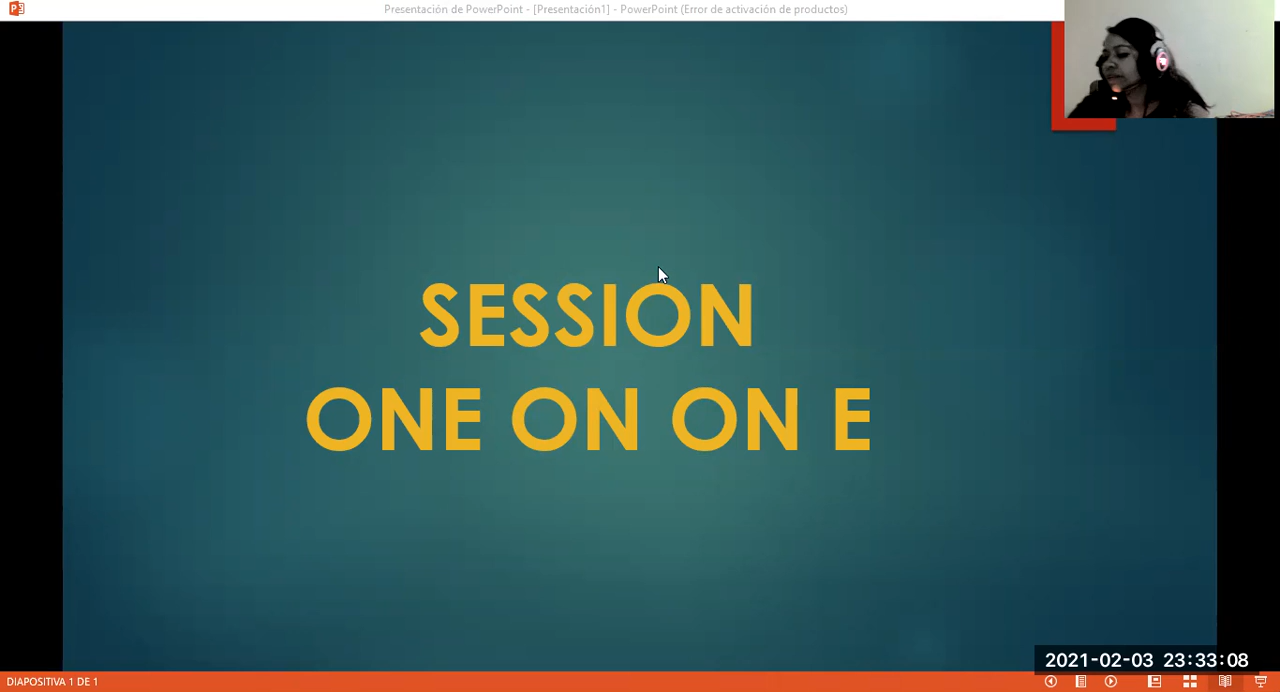 Presentación de PowerPoint - [Presentación1] - PowerPoint (Error de activación de productos)
SESSION
ONE ON ON E
2021-02-03 23:33:08
DIAPOSITIVA 1 DE 1